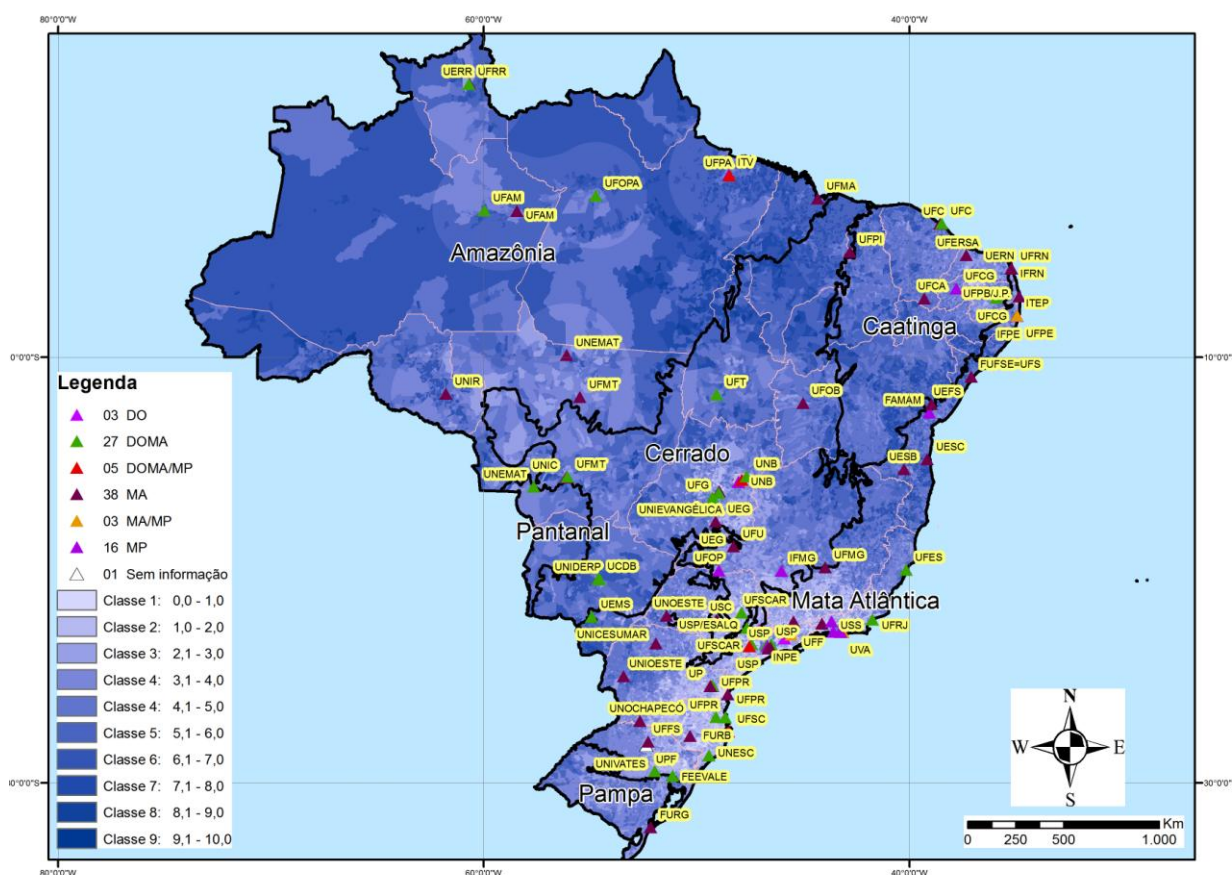 80°0'0"W
60°0'0"W
40°0'0"W
UERR
UFRR
UFPA
ITV
UFOPA
UFAM
UFAM
UFMA
Amazônia
UFC
UFC
UFPI
UFERSA
UERN
UFRN
UFCG
IFRN
UFCA
UFPB/J.P.
ITEP
UFCG
Caatinga
IFPE
UFPE
UNEMAT
0°0'0"S
10°0'0"
FUFSE=UFS
UFMT
UFT
UFOB
UNIR
FAMAM
UEFS
UESC
Cerrado
UNB
UESB
UNIC
UFMT
UNEMAT
UNB
UFG
UNIEVANGÉLICA
UEG
Pantanal
UEG
UFU
UFOP
IFMG
UFMG
UFES
UNIDERP
UCDB
Mata Atlântica
UFSCAR
UNOESTE
USC
UEMS
USP/ESALQ
USS
UFRJ
UNICESUMAR
USP
USP
UFF
UFSCAR
UVA
INPE
UNIOESTE
USP
UP
UFPR
UFPR
UFPR
UNOCHAPECÓ
UFSC
UFFS
FURB
UNESC
UNIVATES
UPF
FEEVALE
Pampa
FURG
30°0'0"S
30°0'0"
Legenda
03 DO
27 DOMA
05 DOMA/MP
38 MA
03 MA/MP
16 MP
01 Sem informação
Classe 1: 0,0 - 1,0
Classe 2: 1,0 - 2,0
Classe 3: 2,1 - 3,0
Classe 4: 3,1 - 4,0
Classe 4: 4,1 - 5,0
Classe 5: 5,1 - 6,0
Classe 6: 6,1 - 7,0
Classe 7: 7,1 - 8,0
Classe 8: 8,1 - 9,0
Classe 9: 9,1 - 10,0
N
W
E
S
Km
0 250 500 1.000
80°0'0"W
60°0'0"W
40°0'0"W